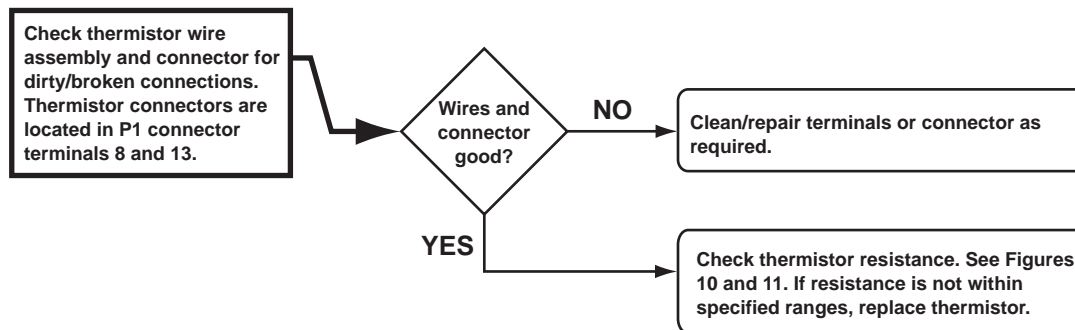 Check thermistor wire
assembly and connector for
dirty/broken connections.
Thermistor connectors are
located in P1 connector
terminals 8 and 13.
Wires and
connector
good?
NO
Clean/repair terminals or connector as
required.
YES
Check thermistor resistance. See Figures
10 and 11. If resistance is not within
specified ranges, replace thermistor.